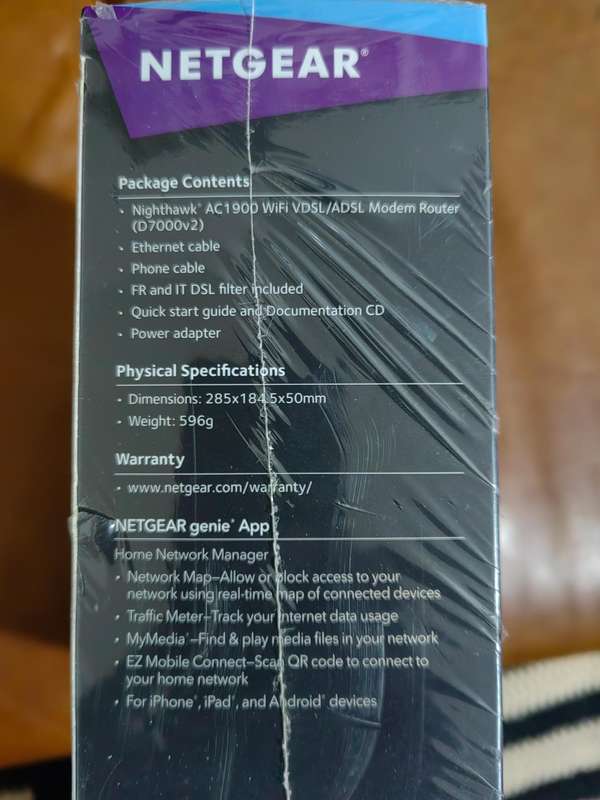 NETGEAR®
Package Contents
• Nighthawk® AC1900 WiFi VDSL/ADSL Modem Router
(D7000v2)
• Ethernet cable
• Phone cable
• FR and IT DSL filter included
• Quick start guide and Documentation CD
• Power adapter
Physical Specifications
• Dimensions: 285x184.5x50mm
• Weight: 596g
Warranty
• www.netgear.com/warranty/
NETGEAR genie® App
Home Network Manager
• Network Map–Allow or block access to your
network using real-time map of connected devices
• Traffic Meter–Track your Internet data usage
• MyMedia™–Find & play media files in your network
• EZ Mobile Connect–Scan QR code to connect to
your home network
• For iPhone®, iPad®, and Android® devices